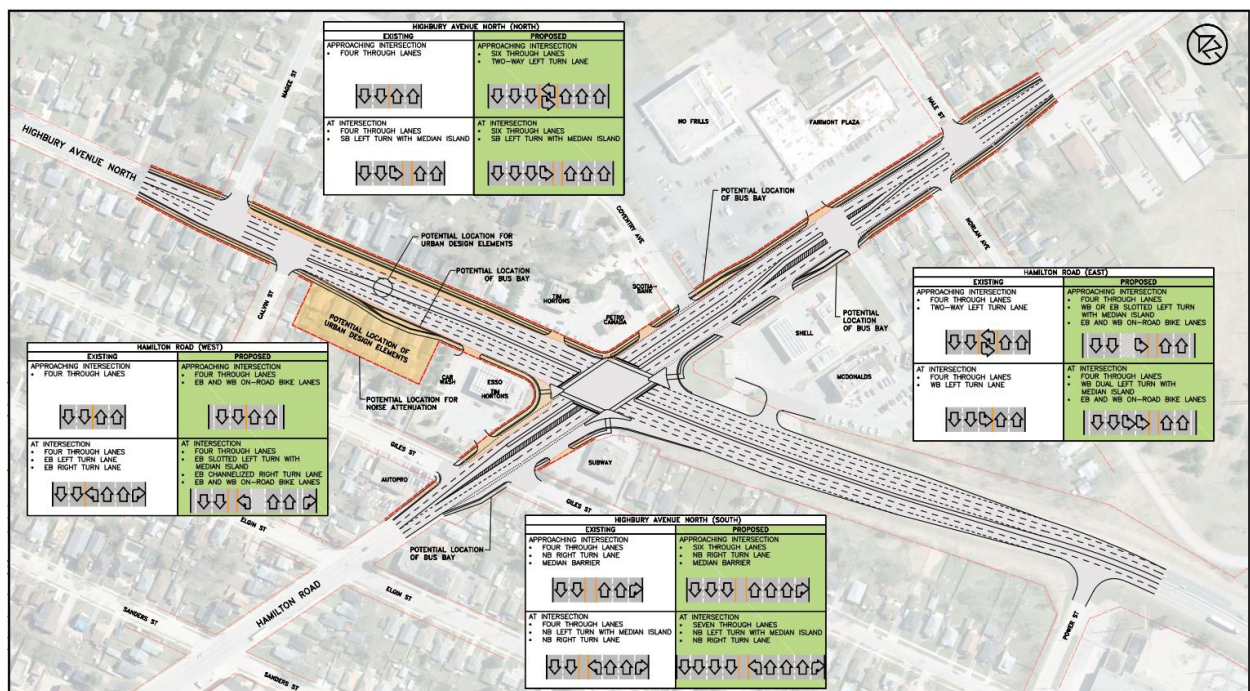 HIGHBURY AVENUE NORTH (NORTH)
EXISTING
PROPOSED
APPROACHING INTERSECTION
• FOUR THROUGH LANES
APPROACHING INTERSECTION
• SIX THROUGH LANES
• TWO-WAY LEFT TURN LANE
AT INTERSECTION
• FOUR THROUGH LANES
• SB LEFT TURN WITH MEDIAN ISLAND
AT INTERSECTION
• SIX THROUGH LANES
• SB LEFT TURN WITH MEDIAN ISLAND
MAGEE ST
HIGHBURY AVENUE NORTH
NO FRILLS
FAIRMONT PLAZA
HALE ST
COVENTRY AVE
NORLAN AVE
POTENTIAL LOCATION
OF BUS BAY
POTENTIAL LOCATION FOR
URBAN DESIGN ELEMENTS
POTENTIAL LOCATION
OF BUS BAY
SCOTIA-
BANK
TIM
HORTONS
PETRO
CANADA
CALVIN ST
POTENTIAL LOCATION OF
URBAN DESIGN ELEMENTS
POTENTIAL
LOCATION
OF BUS BAY
SHELL
MCDONALDS
HAMILTON ROAD (EAST)
EXISTING
PROPOSED
APPROACHING INTERSECTION
• FOUR THROUGH LANES
• TWO-WAY LEFT TURN LANE
APPROACHING INTERSECTION
• FOUR THROUGH LANES
• WB OR EB SLOTTED LEFT TURN
WITH MEDIAN ISLAND
• EB AND WB ON-ROAD BIKE LANES
AT INTERSECTION
• FOUR THROUGH LANES
• WB LEFT TURN LANE
AT INTERSECTION
• FOUR THROUGH LANES
• WB DUAL LEFT TURN WITH
MEDIAN ISLAND
• EB AND WB ON-ROAD BIKE LANES
HAMILTON ROAD (WEST)
EXISTING
PROPOSED
APPROACHING INTERSECTION
• FOUR THROUGH LANES
APPROACHING INTERSECTION
• FOUR THROUGH LANES
• EB AND WB ON-ROAD BIKE LANES
AT INTERSECTION
• FOUR THROUGH LANES
• EB LEFT TURN LANE
• EB RIGHT TURN LANE
AT INTERSECTION
• FOUR THROUGH LANES
• EB SLOTTED LEFT TURN WITH
MEDIAN ISLAND
• EB CHANNELIZED RIGHT TURN LANE
• EB AND WB ON-ROAD BIKE LANES
CAR
WASH
ESSO
TIM
HORTONS
POTENTIAL LOCATION FOR
NOISE ATTENUATION
GILES ST
AUTOPRO
SUBWAY
GILES ST
ELGIN ST
POTENTIAL LOCATION
OF BUS BAY
HAMILTON ROAD
ELGIN ST
SANDERS ST
SANDERS ST
HIGHBURY AVENUE NORTH (SOUTH)
EXISTING
PROPOSED
APPROACHING INTERSECTION
• FOUR THROUGH LANES
• NB RIGHT TURN LANE
• MEDIAN BARRIER
APPROACHING INTERSECTION
• SIX THROUGH LANES
• NB RIGHT TURN LANE
• MEDIAN BARRIER
AT INTERSECTION
• FOUR THROUGH LANES
• NB LEFT TURN WITH MEDIAN ISLAND
• NB RIGHT TURN LANE
AT INTERSECTION
• SEVEN THROUGH LANES
• NB LEFT TURN WITH MEDIAN ISLAND
• NB RIGHT TURN LANE
POWER ST